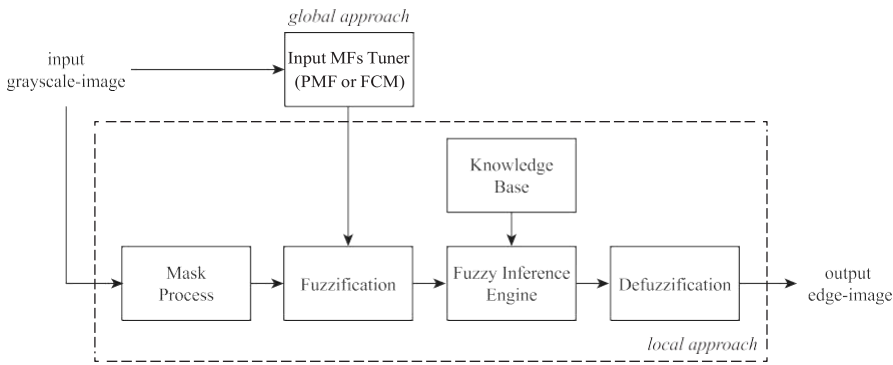 global approach
input
grayscale-image
Input MFs Tuner
(PMF or FCM)
Knowledge
Base
Mask
Process
Fuzzification
Fuzzy Inference
Engine
Defuzzification
output
edge-image
local approach